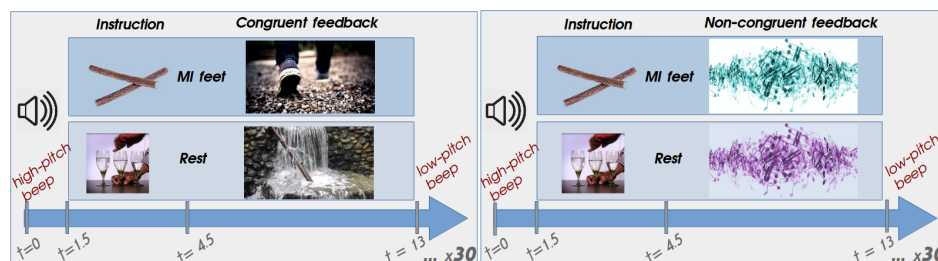 Instruction Congruent feedback
MI feet
Rest
high-pitch
beep
low-pitch
beep
t=0
t=1.5
t= 4.5
t = 13
... x30
Instruction Non-congruent feedback
MI feet
Rest
high-pitch
beep
low-pitch
beep
t=0
t=1.5
t= 4.5
t = 13
... x30